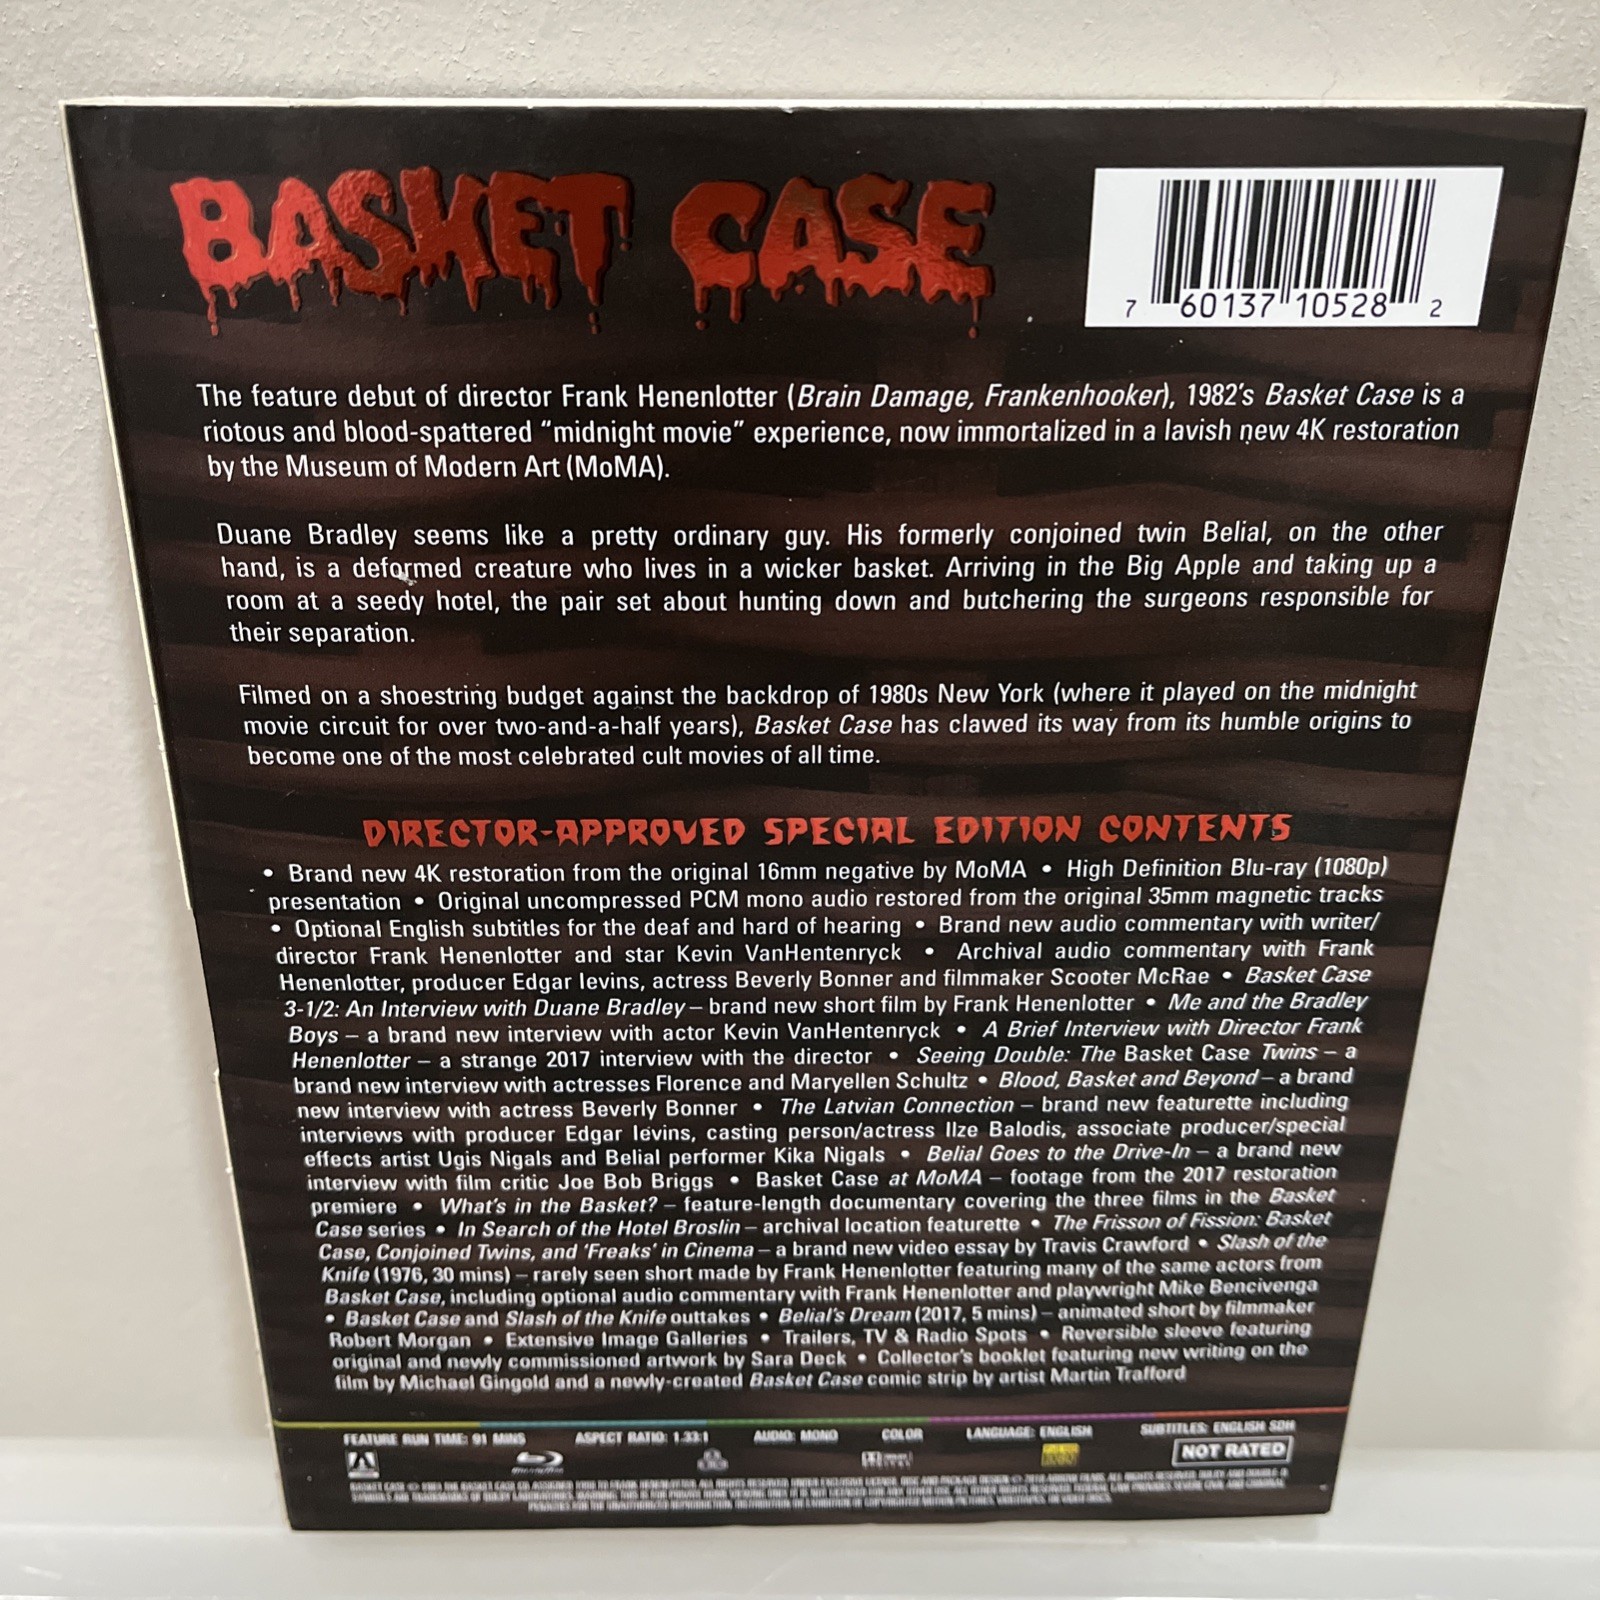 BASKET CASE
7 60137 10528 2
The feature debut of director Frank Henenlotter (Brain Damage, Frankenhooker), 1982's Basket Case is a
riotous and blood-spattered "midnight movie" experience, now immortalized in a lavish new 4K restoration
by the Museum of Modern Art (MoMA).
Duane Bradley seems like a pretty ordinary guy. His formerly conjoined twin Belial, on the other
hand, is a deformed creature who lives in a wicker basket. Arriving in the Big Apple and taking up a
room at a seedy hotel, the pair set about hunting down and butchering the surgeons responsible for
their separation.
Filmed on a shoestring budget against the backdrop of 1980s New York (where it played on the midnight
movie circuit for over two-and-a-half years), Basket Case has clawed its way from its humble origins to
become one of the most celebrated cult movies of all time.
DIRECTOR-APPROVED SPECIAL EDITION CONTENTS
• Brand new 4K restoration from the original 16mm negative by MoMA • High Definition Blu-ray (1080p)
presentation • Original uncompressed PCM mono audio restored from the original 35mm magnetic tracks
• Optional English subtitles for the deaf and hard of hearing • Brand new audio commentary with writer/
director Frank Henenlotter and star Kevin VanHentenryck • Archival audio commentary with Frank
Henenlotter, producer Edgar Ievins, actress Beverly Bonner and filmmaker Scooter McRae • Basket Case
3-1/2: An Interview with Duane Bradley – brand new short film by Frank Henenlotter • Me and the Bradley
Boys – a brand new interview with actor Kevin VanHentenryck • A Brief Interview with Director Frank
Henenlotter – a strange 2017 interview with the director • Seeing Double: The Basket Case Twins – a
brand new interview with actresses Florence and Maryellen Schultz • Blood, Basket and Beyond – a brand
new interview with actress Beverly Bonner • The Latvian Connection – brand new featurette including
interviews with producer Edgar Ievins, casting person/actress Ilze Balodis, associate producer/special
effects artist Ugis Nigals and Belial performer Kika Nigals • Belial Goes to the Drive-In – a brand new
interview with film critic Joe Bob Briggs • Basket Case at MoMA – footage from the 2017 restoration
premiere • What's in the Basket? – feature-length documentary covering the three films in the Basket
Case series • In Search of the Hotel Broslin – archival location featurette • The Frisson of Fission: Basket
Case, Conjoined Twins, and 'Freaks' in Cinema – a brand new video essay by Travis Crawford • Slash of the
Knife (1976, 30 mins) – rarely seen short made by Frank Henenlotter featuring many of the same actors from
Basket Case, including optional audio commentary with Frank Henenlotter and playwright Mike Bencivenga
• Basket Case and Slash of the Knife outtakes • Belial's Dream (2017, 5 mins) – animated short by filmmaker
Robert Morgan • Extensive Image Galleries • Trailers, TV & Radio Spots • Reversible sleeve featuring
original and newly commissioned artwork by Sara Deck • Collector's booklet featuring new writing on the
film by Michael Gingold and a newly-created Basket Case comic strip by artist Martin Trafford
FEATURE RUN TIME: 91 MINS ASPECT RATIO: 1.33:1 AUDIO: MONO COLOR LANGUAGE: ENGLISH SUBTITLES: ENGLISH SDH
NOT RATED